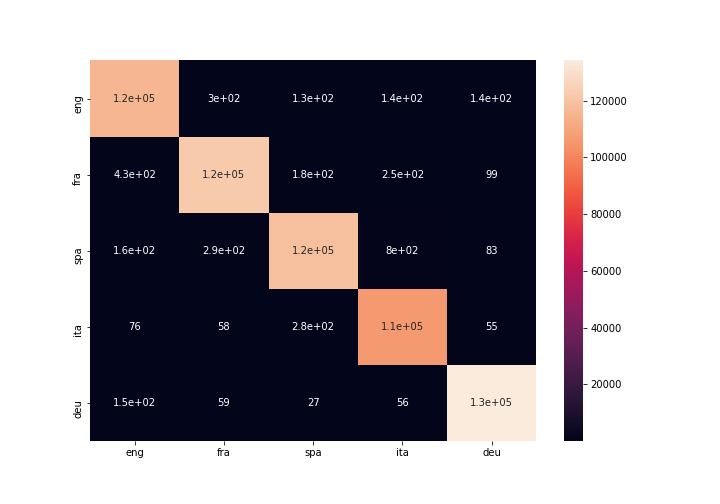 eng 1.2e+05 3e+02 1.3e+02 1.4e+02 1.4e+02
fra 4.3e+02 1.2e+05 1.8e+02 2.5e+02 99
spa 1.6e+02 2.9e+02 1.2e+05 8e+02 83
ita 76 58 2.8e+02 1.1e+05 55
deu 1.5e+02 59 27 56 1.3e+05
eng fra spa ita deu
120000
100000
80000
60000
40000
20000